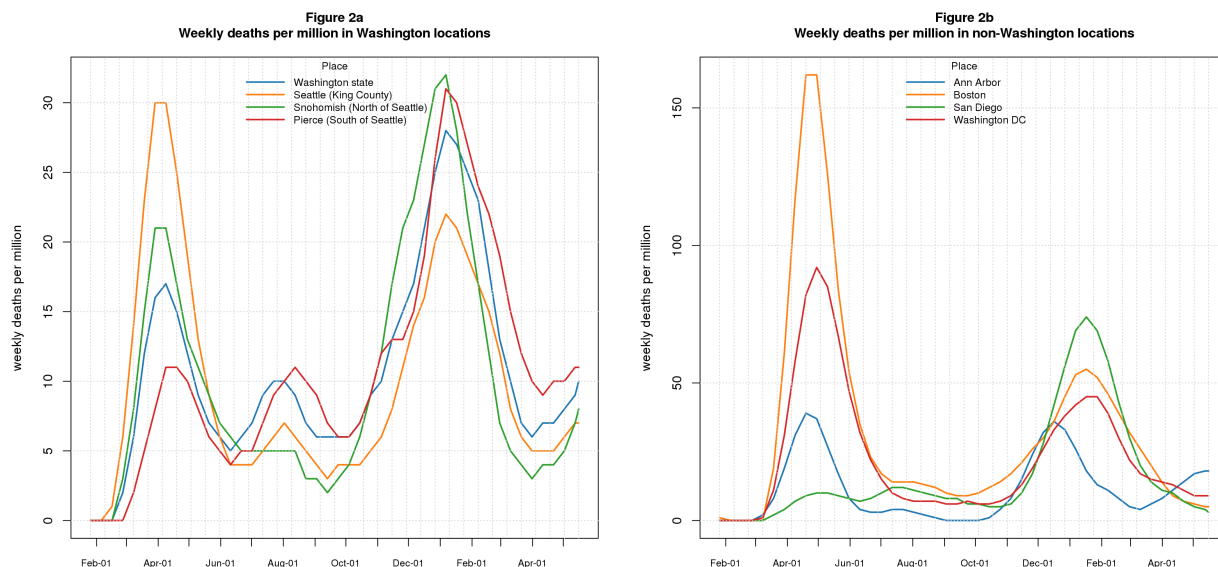 Figure 2a
Weekly deaths per million in Washington locations
Place
Washington state
Seattle (King County)
Snohomish (North of Seattle)
Pierce (South of Seattle)
weekly deaths per million
30
25
20
15
10
5
0
Feb-01 Apr-01 Jun-01 Aug-01 Oct-01 Dec-01 Feb-01 Apr-01
Figure 2b
Weekly deaths per million in non-Washington locations
Place
Ann Arbor
Boston
San Diego
Washington DC
weekly deaths per million
150
100
50
0
Feb-01 Apr-01 Jun-01 Aug-01 Oct-01 Dec-01 Feb-01 Apr-01